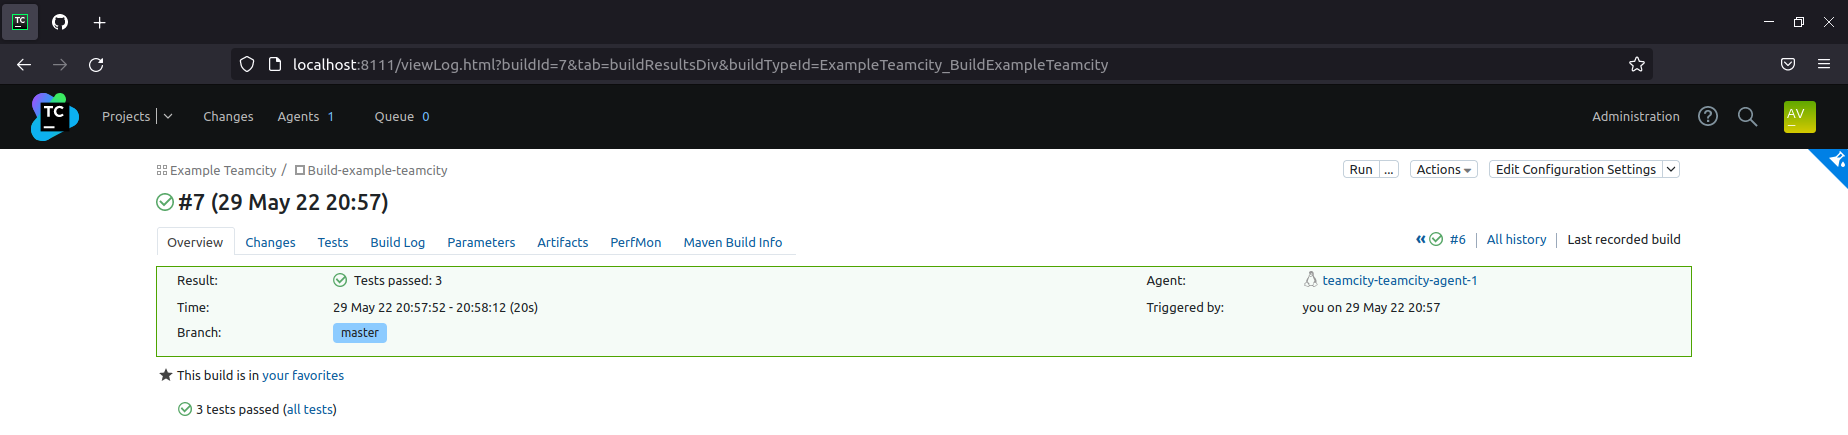 TC
localhost:8111/viewLog.html?buildId=7&tab=buildResultsDiv&buildTypeId=ExampleTeamcity_BuildExampleTeamcity
TC Projects Changes Agents 1 Queue 0 Administration ? AV
Example Teamcity / Build-example-teamcity Run ... Actions Edit Configuration Settings
#7 (29 May 22 20:57)
Overview Changes Tests Build Log Parameters Artifacts PerfMon Maven Build Info « #6 | All history | Last recorded build
Result: Tests passed: 3 Agent: teamcity-teamcity-agent-1
Time: 29 May 22 20:57:52 - 20:58:12 (20s) Triggered by: you on 29 May 22 20:57
Branch: master
This build is in your favorites
3 tests passed (all tests)